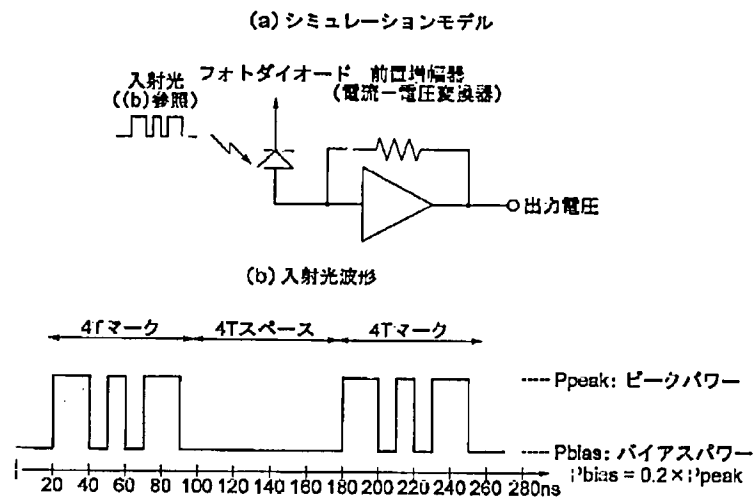 (a) シミュレーションモデル
入射光
((b)参照)
フォトダイオード 前置増幅器
(電流ー電圧変換器)
出力電圧
(b) 入射光波形
4Tマーク 4Tスペース 4Tマーク
Ppeak: ピークパワー
Pbias: バイアスパワー
Pbias = 0.2×Ppeak
20 40 60 80 100 120 140 160 180 200 220 240 260 280ns